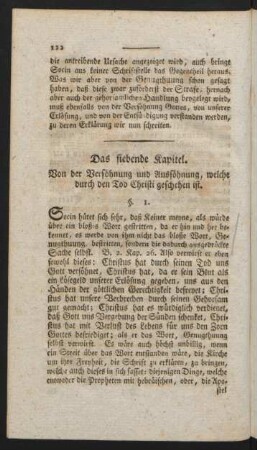 122
die antreibende Ursache angezeiget wird, auch bringt
Socin aus keiner Schriftstelle das Gegentheil heraus.
Was wir aber von der Genugthuung schon gesagt
haben, daß diese zwar zuförderst der Strafe, hernach
aber auch der gehorsamlichen Handlung beygelegt wird,
muß ebenfalls von der Versöhnung Gottes, von unserer
Erlösung, und von der Entsündigung verstanden werden,
zu deren Erklärung wir nun schreiten.
Das siebende Kapitel.
Von der Versöhnung und Aussöhnung, welche
durch den Tod Christi geschehen ist.
§. 1.
Socin hütet sich sehr, daß Keiner meyne, als würde
über ein bloßes Wort gestritten, da er hin und her be-
kennet, es werde von ihm nicht das bloße Wort, Ge-
nugthuung, bestritten, sondern die dadurch ausgedrückte
Sache selbst. B. 2. Kap. 26. Also verwirft er eben
sowohl dieses: Christus hat durch seinen Tod uns
Gott versöhnet, Christus hat, da er sein Blut als
ein Lösegeld unserer Erlösung gegeben, uns aus den
Händen der göttlichen Gerechtigkeit befreyet: Chri-
stus hat unsere Verbrechen durch seinen Gehorsam
gut gemacht: Christus hat es würdiglich verdienet,
daß Gott uns Vergebung der Sünden schenket. Chri-
stus hat mit Verlust des Lebens für uns den Zorn
Gottes befriediget: als er das Wort, Genugthuung
selbst verwirft. Es wäre auch höchst unbillig, wenn
ein Streit über das Wort entstünden wäre, die Kirche
um ihre Freyheit, die Schrift zu erklären, zu bringen,
welche auch dieses in sich fasset: diejenigen Dinge, welche
entweder die Propheten mit hebräischen, oder, die Apo-
stel